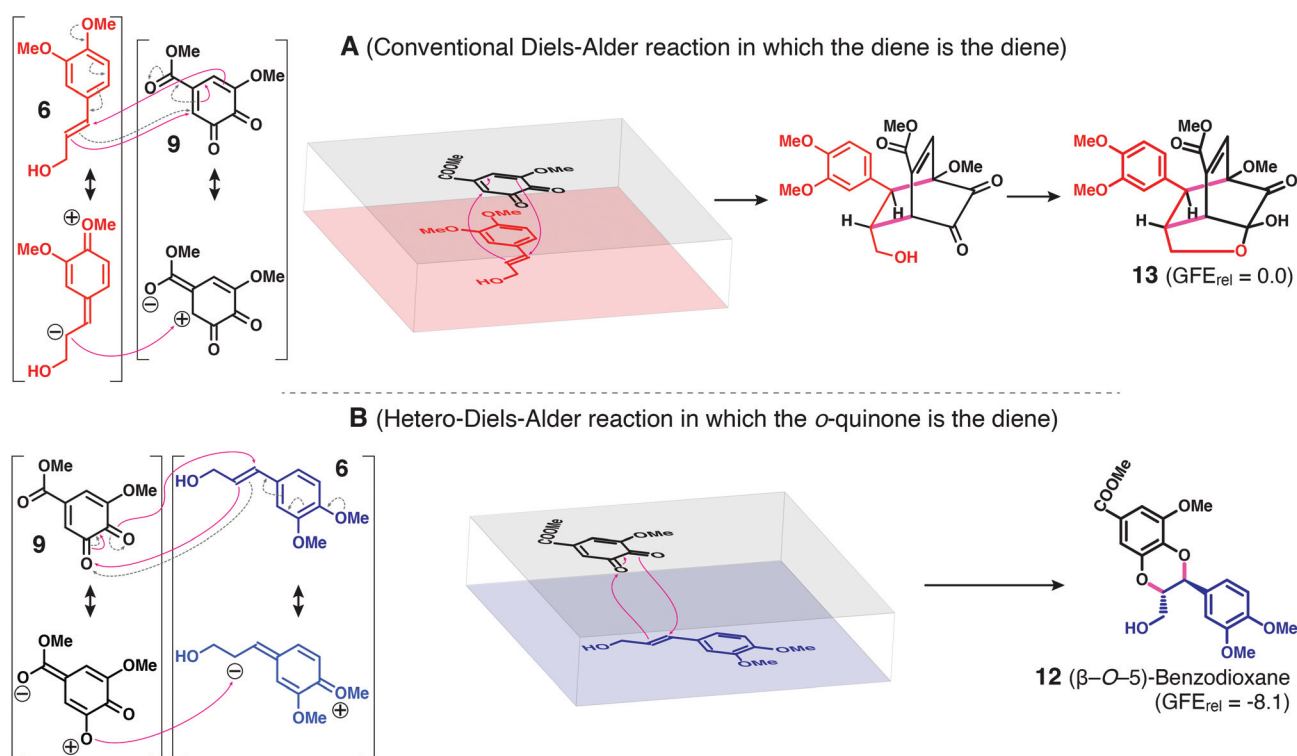 A (Conventional Diels-Alder reaction in which the diene is the diene)
OMe
MeO
6
HO
⊕
OMe
MeO
⊖
HO
OMe
O
OMe
9
O
O
OMe
O
⊖
OMe
⊕
O
O
COOMe
OMe
O
O
OMe
MeO
HO
MeO
MeO
MeO
O
OMe
O
O
H
H
OH
MeO
MeO
MeO
O
OMe
O
OH
O
H
H
13 (GFErel = 0.0)
B (Hetero-Diels-Alder reaction in which the o-quinone is the diene)
OMe
O
OMe
9
O
O
OMe
O
⊖
OMe
O
O
⊕
HO
6
OMe
OMe
HO
⊖
OMe
⊕
OMe
COOMe
OMe
O
O
HO
OMe
OMe
COOMe
OMe
O
O
HO
OMe
OMe
12 (β–O–5)-Benzodioxane
(GFErel = -8.1)